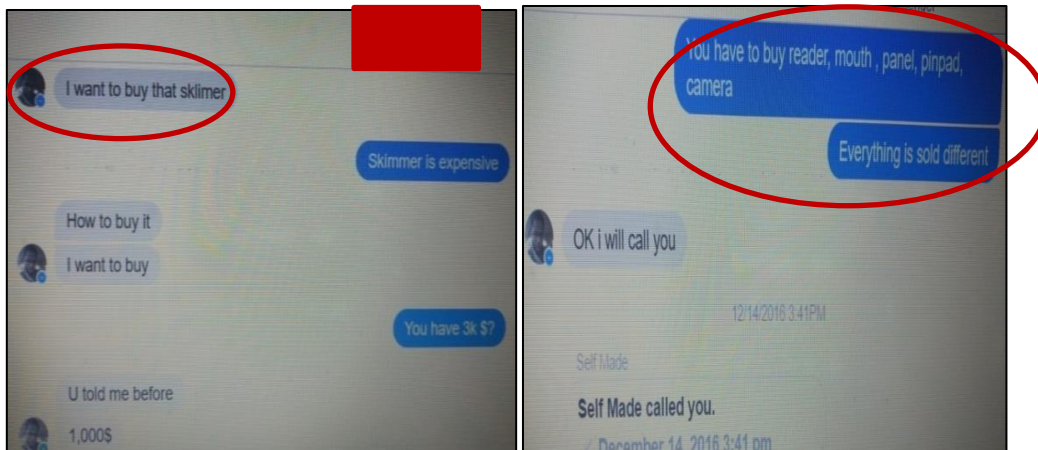 I want to buy that sklimer
Skimmer is expensive
How to buy it
I want to buy
You have 3k $?
U told me before
1,000$
You have to buy reader, mouth , panel, pinpad,
camera
Everything is sold different
OK i will call you
12/14/2016 3:41PM
Self Made
Self Made called you.
December 14, 2016 3:41 pm